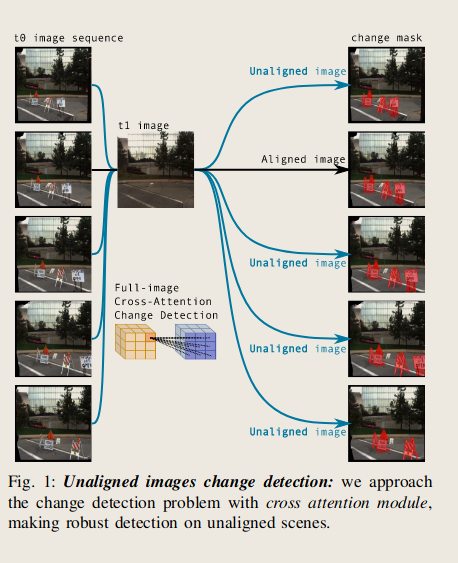 t0 image sequence
change mask
Unaligned image
t1 image
Aligned image
Unaligned image
Full-image
Cross-Attention
Change Detection
Unaligned image
Unaligned image
Fig. 1: Unaligned images change detection: we approach
the change detection problem with cross attention module,
making robust detection on unaligned scenes.